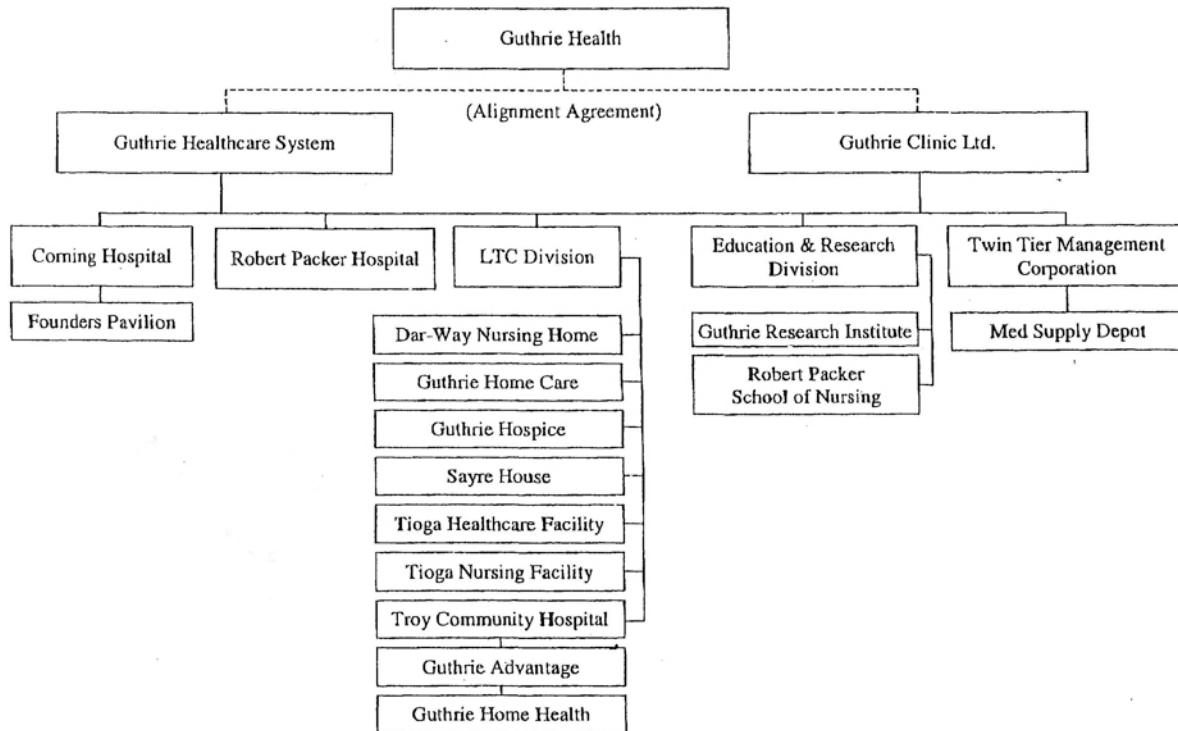 Guthrie Health
(Alignment Agreement)
Guthrie Healthcare System
Guthrie Clinic Ltd.
Corning Hospital
Robert Packer Hospital
LTC Division
Education & Research
Division
Twin Tier Management
Corporation
Founders Pavilion
Dar-Way Nursing Home
Guthrie Home Care
Guthrie Hospice
Sayre House
Tioga Healthcare Facility
Tioga Nursing Facility
Troy Community Hospital
Guthrie Advantage
Guthrie Home Health
Guthrie Research Institute
Robert Packer
School of Nursing
Med Supply Depot